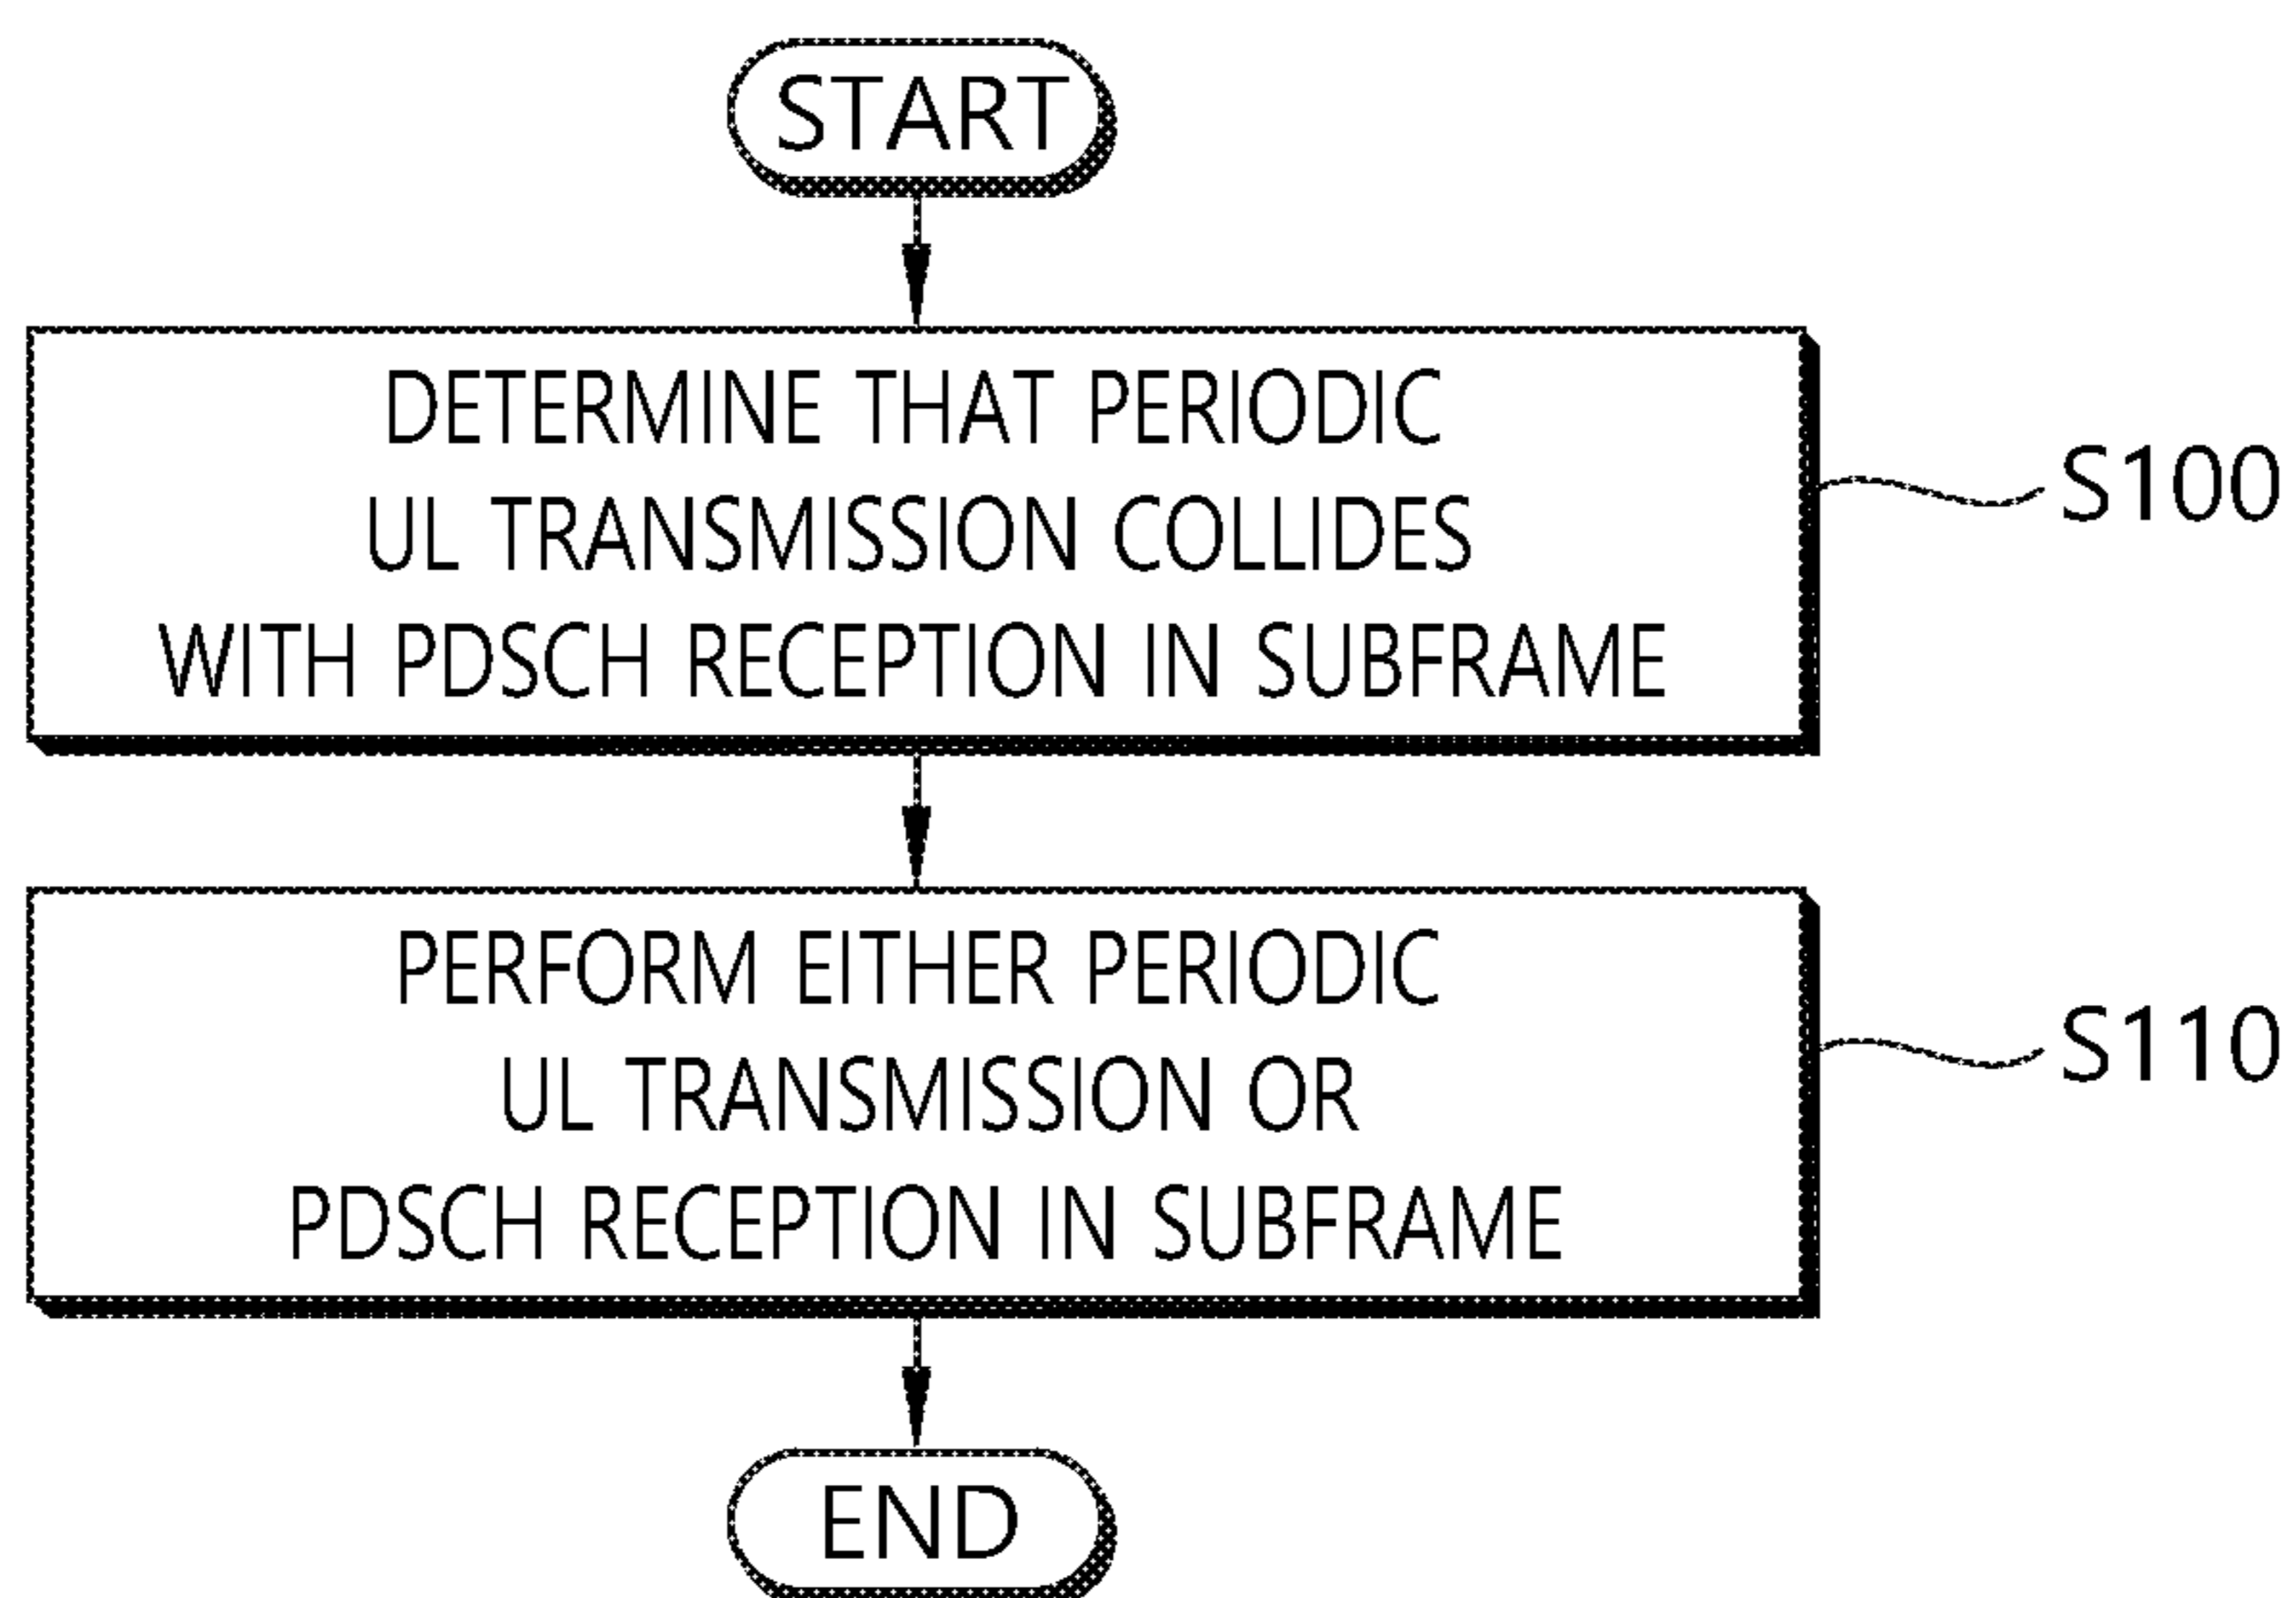 START
DETERMINE THAT PERIODIC
UL TRANSMISSION COLLIDES
WITH PDSCH RECEPTION IN SUBFRAME
S100
PERFORM EITHER PERIODIC
UL TRANSMISSION OR
PDSCH RECEPTION IN SUBFRAME
S110
END